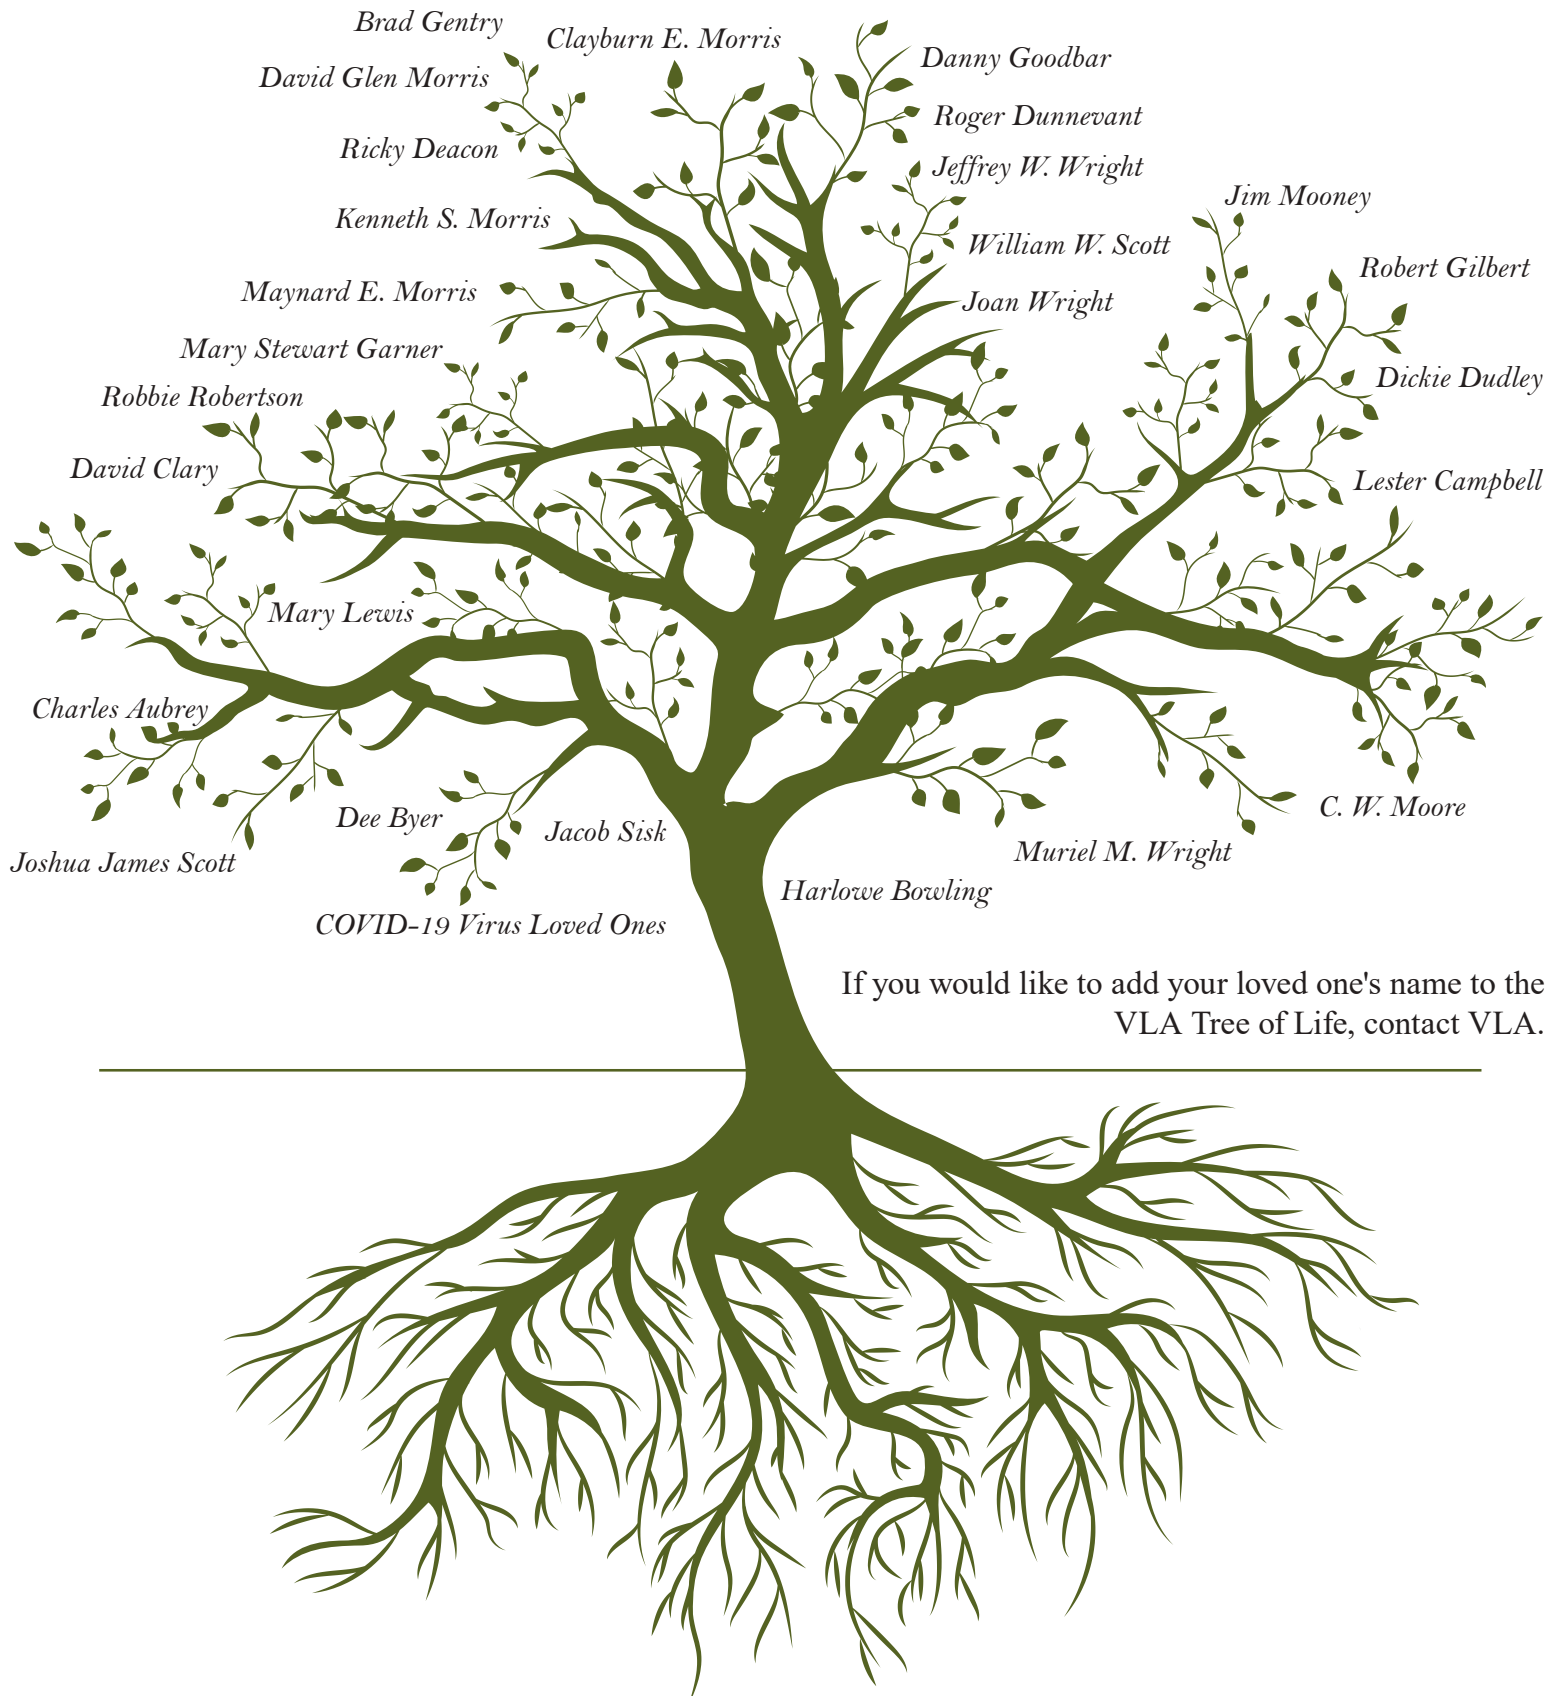 Brad Gentry
Clayburn E. Morris
Danny Goodbar
David Glen Morris
Roger Dunnevant
Ricky Deacon
Jeffrey W. Wright
Jim Mooney
Kenneth S. Morris
William W. Scott
Robert Gilbert
Maynard E. Morris
Joan Wright
Mary Stewart Garner
Dickie Dudley
Robbie Robertson
David Clary
Lester Campbell
Mary Lewis
Charles Aubrey
C. W. Moore
Dee Byer
Jacob Sisk
Muriel M. Wright
Joshua James Scott
Harlowe Bowling
COVID-19 Virus Loved Ones
If you would like to add your loved one's name to the
VLA Tree of Life, contact VLA.